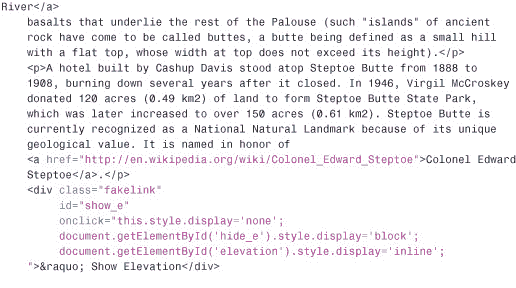 River</a>
basalts that underlie the rest of the Palouse (such "islands" of ancient
rock have come to be called buttes, a butte being defined as a small hill
with a flat top, whose width at top does not exceed its height).</p>
<p>A hotel built by Cashup Davis stood atop Steptoe Butte from 1888 to
1908, burning down several years after it closed. In 1946, Virgil McCroskey
donated 120 acres (0.49 km2) of land to form Steptoe Butte State Park,
which was later increased to over 150 acres (0.61 km2). Steptoe Butte is
currently recognized as a National Natural Landmark because of its unique
geological value. It is named in honor of
<a href="http://en.wikipedia.org/wiki/Colonel_Edward_Steptoe">Colonel Edward
Steptoe</a>.</p>
<div class="fakelink"
id="show_e"
onclick="this.style.display='none';
document.getElementById('hide_e').style.display='block';
document.getElementById('elevation').style.display='inline';
">&raquo; Show Elevation</div>